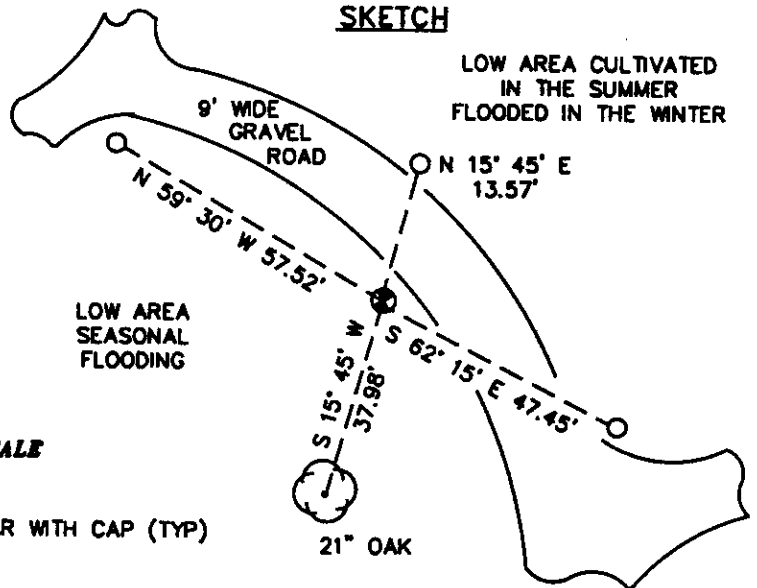 SKETCH
LOW AREA CULTIVATED
IN THE SUMMER
FLOODED IN THE WINTER
9' WIDE
GRAVEL
ROAD
N 15° 45' E
13.57'
N 59° 30' W 57.52'
LOW AREA
SEASONAL
FLOODING
S 62° 15' E 47.45'
S 15° 45' W
37.98'
ALE
R WITH CAP (TYP)
21" OAK